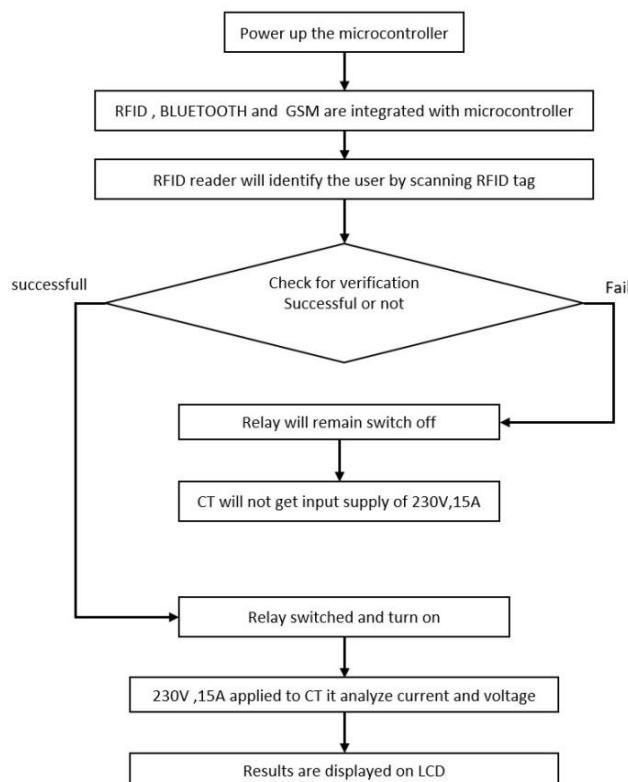 Power up the microcontroller
RFID , BLUETOOTH and  GSM are integrated with microcontroller
RFID reader will identify the user by scanning RFID tag
Check for verification
Successful or not
successfull
Fail
Relay will remain switch off
CT will not get input supply of 230V,15A
Relay switched and turn on
230V ,15A applied to CT it analyze current and voltage
Results are displayed on LCD